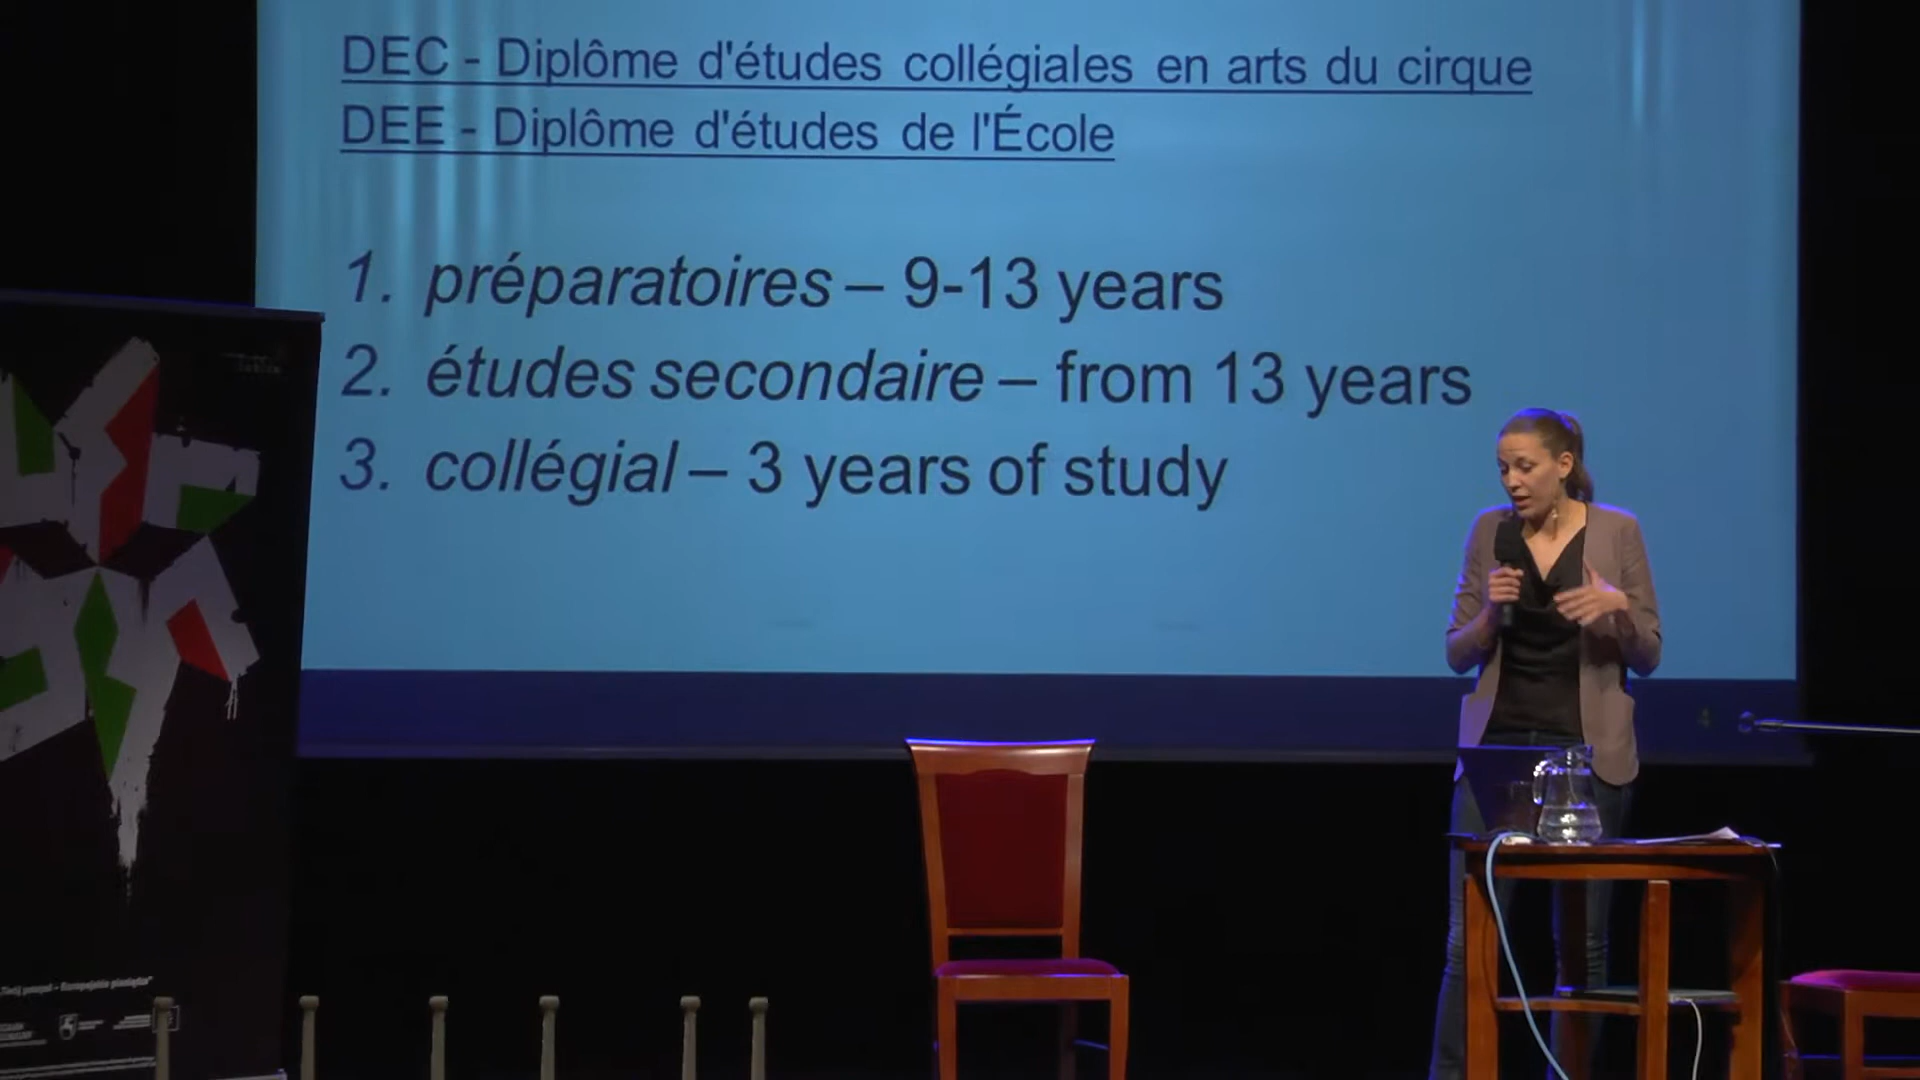 DEC - Diplôme d'études collégiales en arts du cirque
DEE - Diplôme d'études de l'École
1. préparatoires – 9-13 years
2. études secondaire – from 13 years
3. collégial – 3 years of study